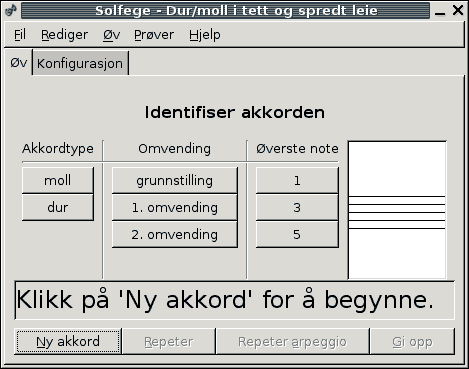 Solfege - Dur/moll i tett og spredt leie
Fil Rediger Øv Prøver Hjelp
Øv Konfigurasjon
Identifiser akkorden
Akkordtype Omvending Øverste note
moll grunnstilling 1
dur 1. omvending 3
2. omvending 5
Klikk på 'Ny akkord' for å begynne.
Ny akkord Repeter Repeter arpeggio Gi opp